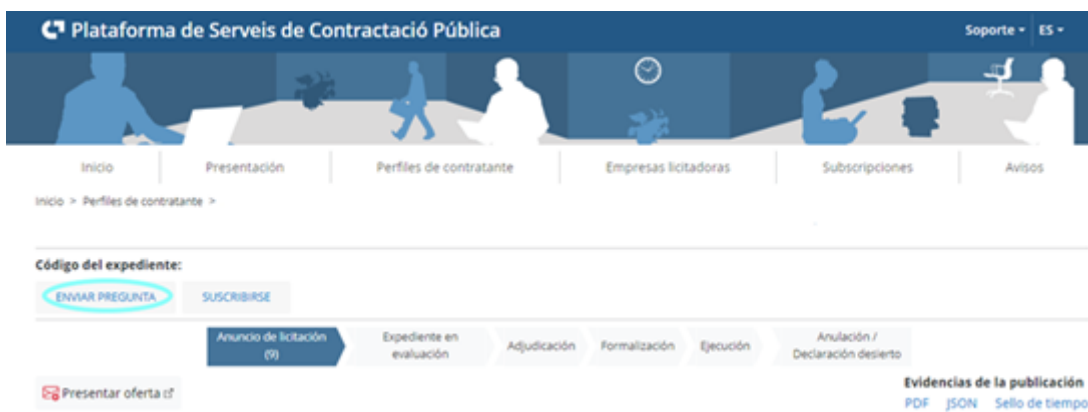 Plataforma de Serveis de Contractació Pública
Soporte ES
Inicio Presentación Perfiles de contratante Empresas licitadoras Subscripciones Avisos
Inicio > Perfiles de contratante >
Código del expediente:
ENVIAR PREGUNTA SUSCRIBIRSE
Anuncio de licitación (9)
Expediente en evaluación
Adjudicación
Formalización
Ejecución
Anulación / Declaración desierto
Presentar oferta
Evidencias de la publicación
PDF JSON Sello de tiempo